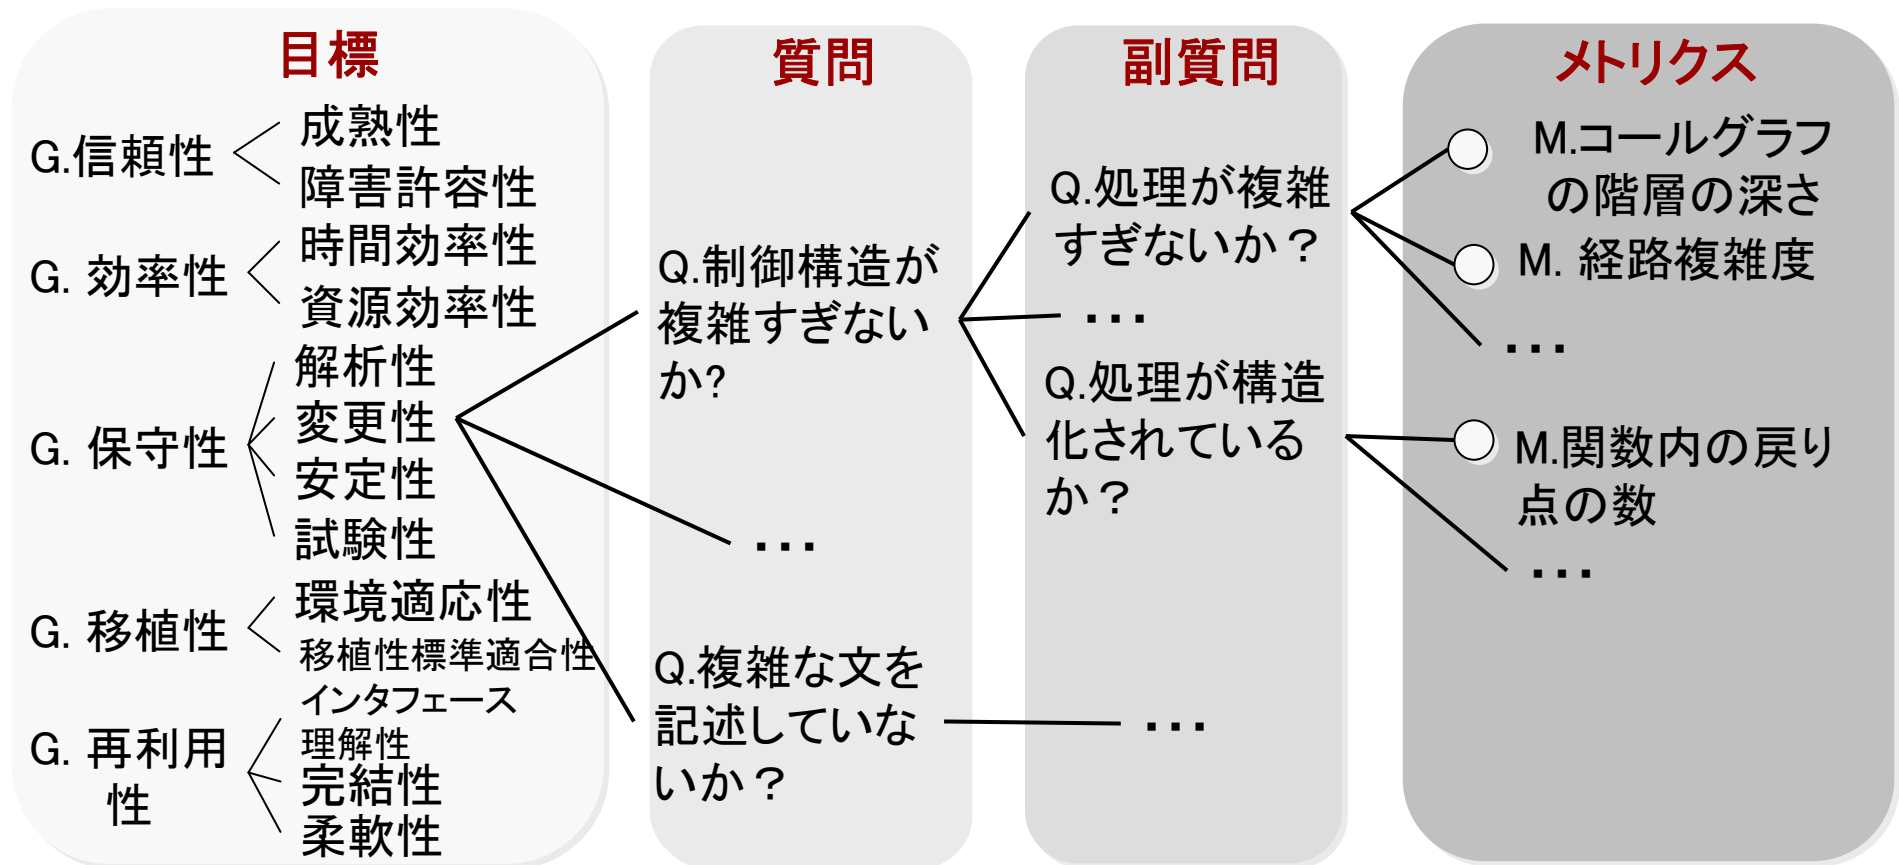 目標
G.信頼性
成熟性
障害許容性
G. 効率性
時間効率性
資源効率性
G. 保守性
解析性
変更性
安定性
試験性
G. 移植性
環境適応性
移植性標準適合性
G. 再利用
性
インタフェース
理解性
完結性
柔軟性
質問
Q.制御構造が
複雑すぎない
か?
・・・
Q.複雑な文を
記述していな
いか？
副質問
Q.処理が複雑
すぎないか？
・・・
Q.処理が構造
化されている
か？
・・・
メトリクス
M.コールグラフ
の階層の深さ
M. 経路複雑度
・・・
M.関数内の戻り
点の数
・・・